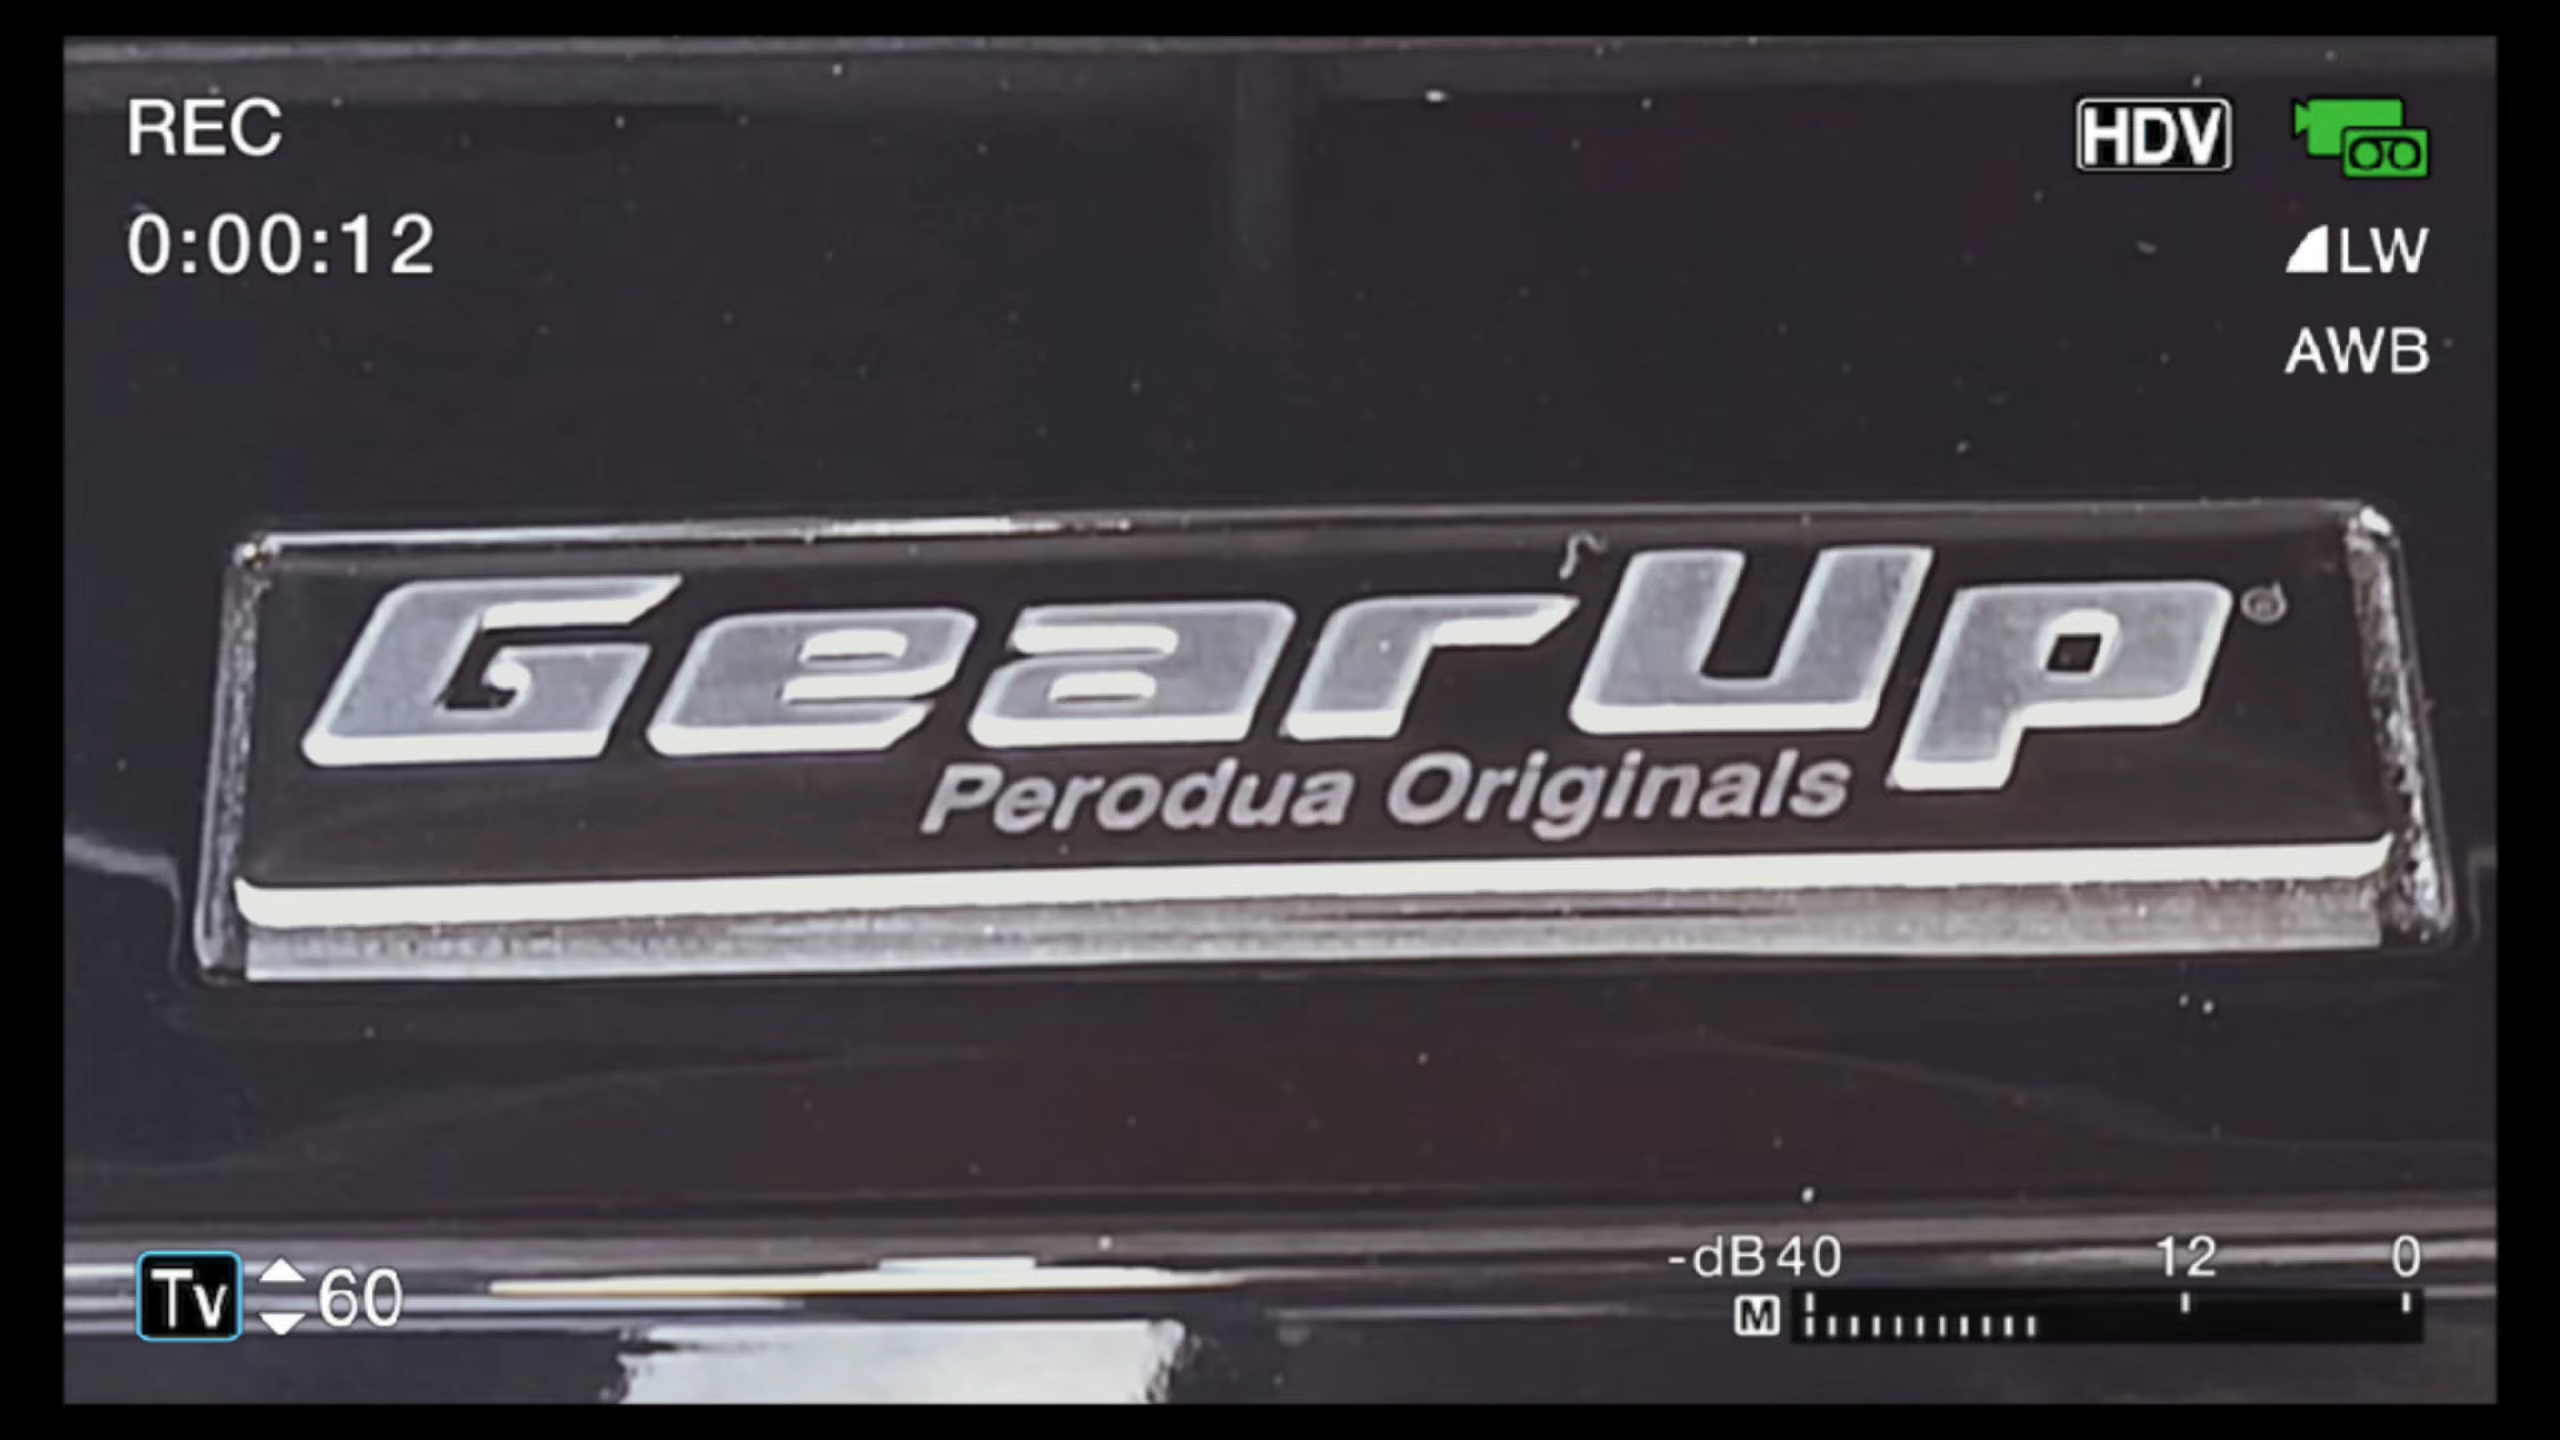 REC
0:00:12
HDV
LW
AWB
GearUp®
Perodua Originals
Tv 60
-dB 40 12 0
M